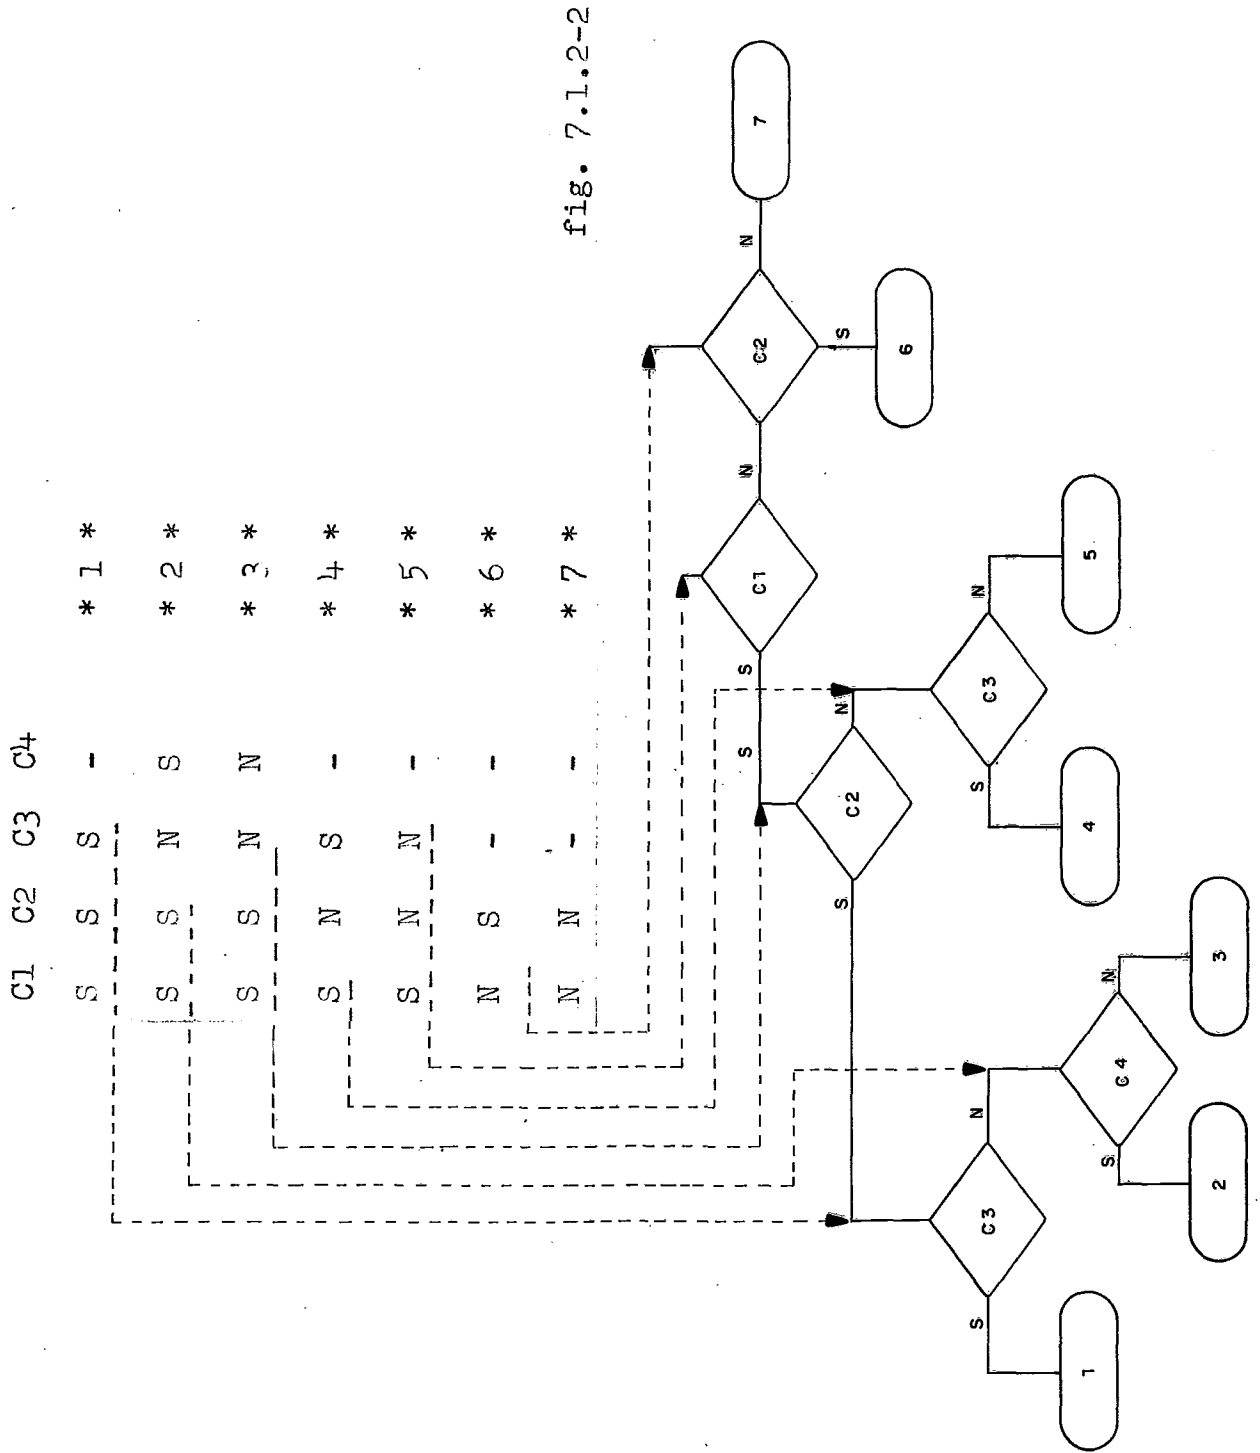 C1 C2 C3 C4
S S S - * 1 *
S S N S * 2 *
S S N N * 3 *
S N S - * 4 *
S N N - * 5 *
N S - - * 6 *
N N - - * 7 *
fig. 7.1.2-2
S S N N
C1 C2 7
S N S
C2
6
S N S N
C3 C3
1 4 5
S N
C4
2 3